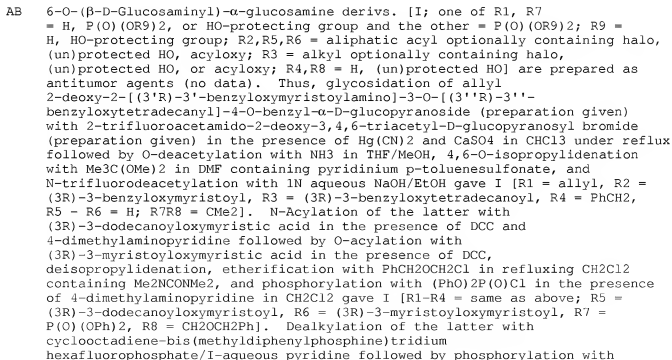 AB 6-O-(β-D-Glucosaminyl)-α-glucosamine derivs. [I; one of R1, R7
= H, P(O)(OR9)2, or HO-protecting group and the other = P(O)(OR9)2; R9 =
H, HO-protecting group; R2,R5,R6 = aliphatic acyl optionally containing halo,
(un)protected HO, acyloxy; R3 = alkyl optionally containing halo,
(un)protected HO, or acyloxy; R4,R8 = H, (un)protected HO] are prepared as
antitumor agents (no data). Thus, glycosidation of allyl
2-deoxy-2-[(3'R)-3'-benzyloxymyristoylamino]-3-O-[(3''R)-3''-
benzyloxytetradecanyl]-4-O-benzyl-α-D-glucopyranoside (preparation given)
with 2-trifluoroacetamido-2-deoxy-3,4,6-triacetyl-D-glucopyranosyl bromide
(preparation given) in the presence of Hg(CN)2 and CaSO4 in CHCl3 under reflux
followed by O-deacetylation with NH3 in THF/MeOH, 4,6-O-isopropylidenation
with Me3C(OMe)2 in DMF containing pyridinium p-toluenesulfonate, and
N-trifluorodeacetylation with 1N aqueous NaOH/EtOH gave I [R1 = allyl, R2 =
(3R)-3-benzyloxymyristoyl, R3 = (3R)-3-benzyloxytetradecanoyl, R4 = PhCH2,
R5 - R6 = H; R7R8 = CMe2]. N-Acylation of the latter with
(3R)-3-dodecanoyloxymyristic acid in the presence of DCC and
4-dimethylaminopyridine followed by O-acylation with
(3R)-3-myristoyloxymyristic acid in the presence of DCC,
deisopropylidenation, etherification with PhCH2OCH2Cl in refluxing CH2Cl2
containing Me2NCONMe2, and phosphorylation with (PhO)2P(O)Cl in the presence
of 4-dimethylaminopyridine in CH2Cl2 gave I [R1-R4 = same as above; R5 =
(3R)-3-dodecanoyloxymyristoyl, R6 = (3R)-3-myristoyloxymyristoyl, R7 =
P(O)(OPh)2, R8 = CH2OCH2Ph]. Dealkylation of the latter with
cyclooctadiene-bis(methyldiphenylphosphine)tridium
hexafluorophosphate/I-aqueous pyridine followed by phosphorylation with